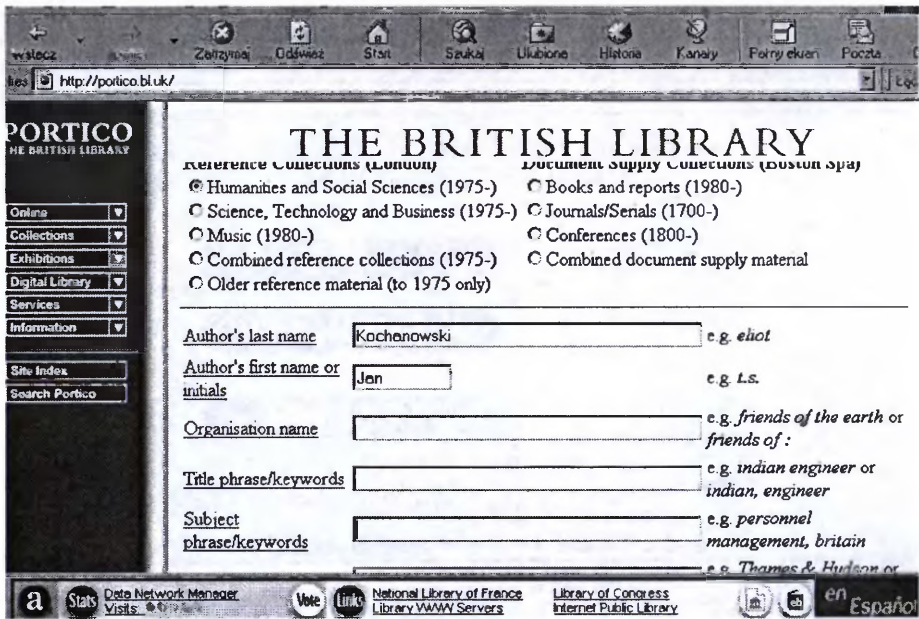 Zatrzymaj Odśwież Start Szukaj Ulubione Historia Kanały Pełny ekran Poczta
http://portico.bl.uk/
PORTICO
THE BRITISH LIBRARY
Online
Collections
Exhibitions
Digital Library
Services
Information
Site Index
Search Portico
THE BRITISH LIBRARY
Reference Collections (London) Document Supply Collections (Boston Spa)
Humanities and Social Sciences (1975-) Books and reports (1980-)
Science, Technology and Business (1975-) Journals/Serials (1700-)
Music (1980-) Conferences (1800-)
Combined reference collections (1975-) Combined document supply material
Older reference material (to 1975 only)
Author's last name Kochanowski e.g. eliot
Author's first name or
initials Jan e.g. t.s.
Organisation name e.g. friends of the earth or
friends of :
Title phrase/keywords e.g. indian engineer or
indian, engineer
Subject
phrase/keywords e.g. personnel
management, britain
e.g. Thames & Hudson or
a Stats Data Network Manager Vote Links National Library of France Library of Congress eb en
Visits: Library WWW Servers Internet Public Library Español